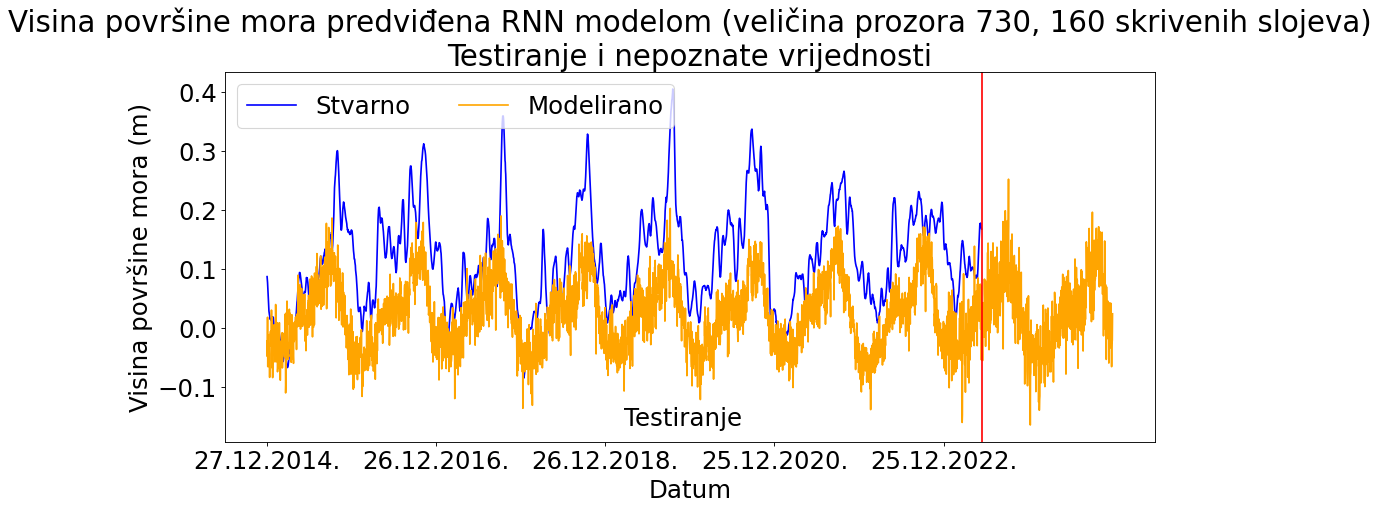 Visina površine mora predviđena RNN modelom (veličina prozora 730, 160 skrivenih slojeva)
Testiranje i nepoznate vrijednosti
Stvarno Modelirano
Visina površine mora (m)
0.4
0.3
0.2
0.1
0.0
−0.1
Testiranje
27.12.2014. 26.12.2016. 26.12.2018. 25.12.2020. 25.12.2022.
Datum